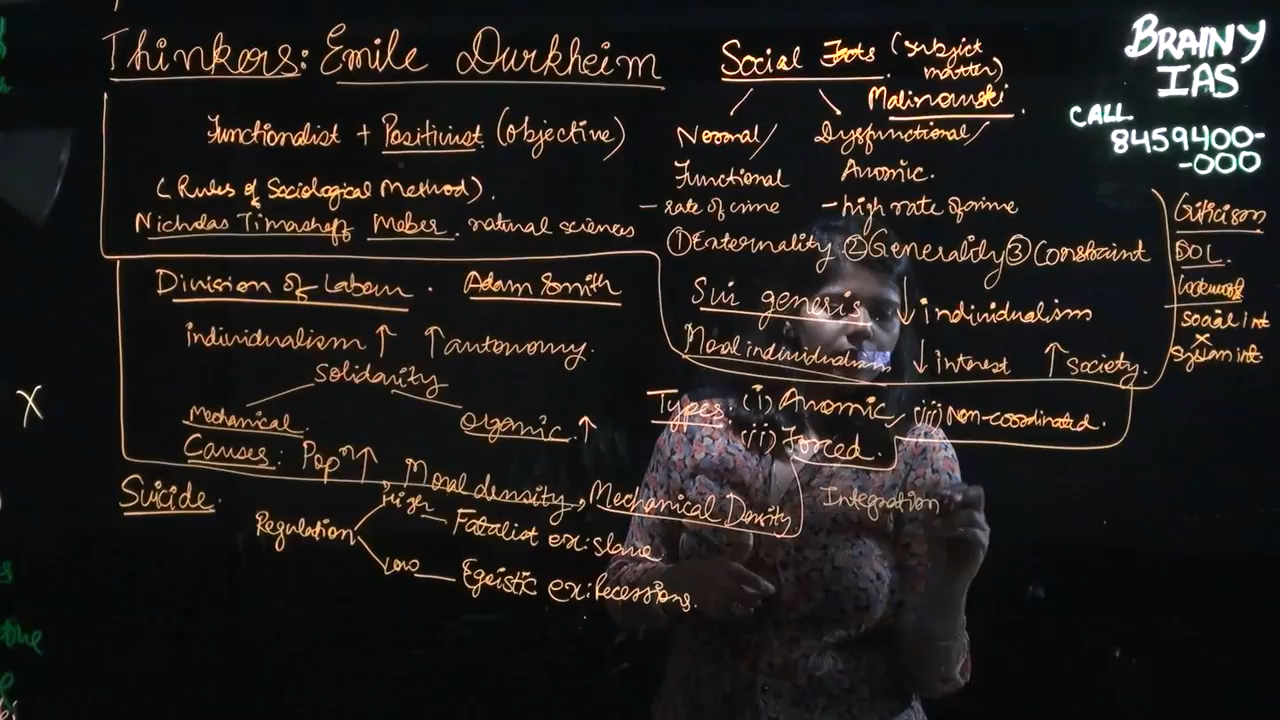 Thinkers: Emile Durkheim
Functionalist + Positivist (objective)
(Rules of Sociological Method).
Nicholas Timasheff natural sciences
Social Facts (subject matter)
Malinowski
Normal/ Functional
- rate of crime
Dysfunctional/ Anomic.
- high rate of crime
① Externality ② Generality ③ Constraint
Sui genesis ↓ individualism
Moral individualism ↓ interest ↑ Society.
Division of Labour. Adam Smith
individualism ↑ ↑ autonomy.
Solidarity
Mechanical Organic ↑
Causes: Popⁿ ↑ Moral density, Mechanical Density
Types: (i) Anomic, (iii) Non-coordinated.
(ii) Forced.
Suicide.
Regulation
High — Fatalist ex: slave
Low — Egoistic ex: Recessions.
Integration
BRAINY
IAS
CALL
8459400-
-000
Criticism
DOL.
Lockwood
social int
X
system int
X